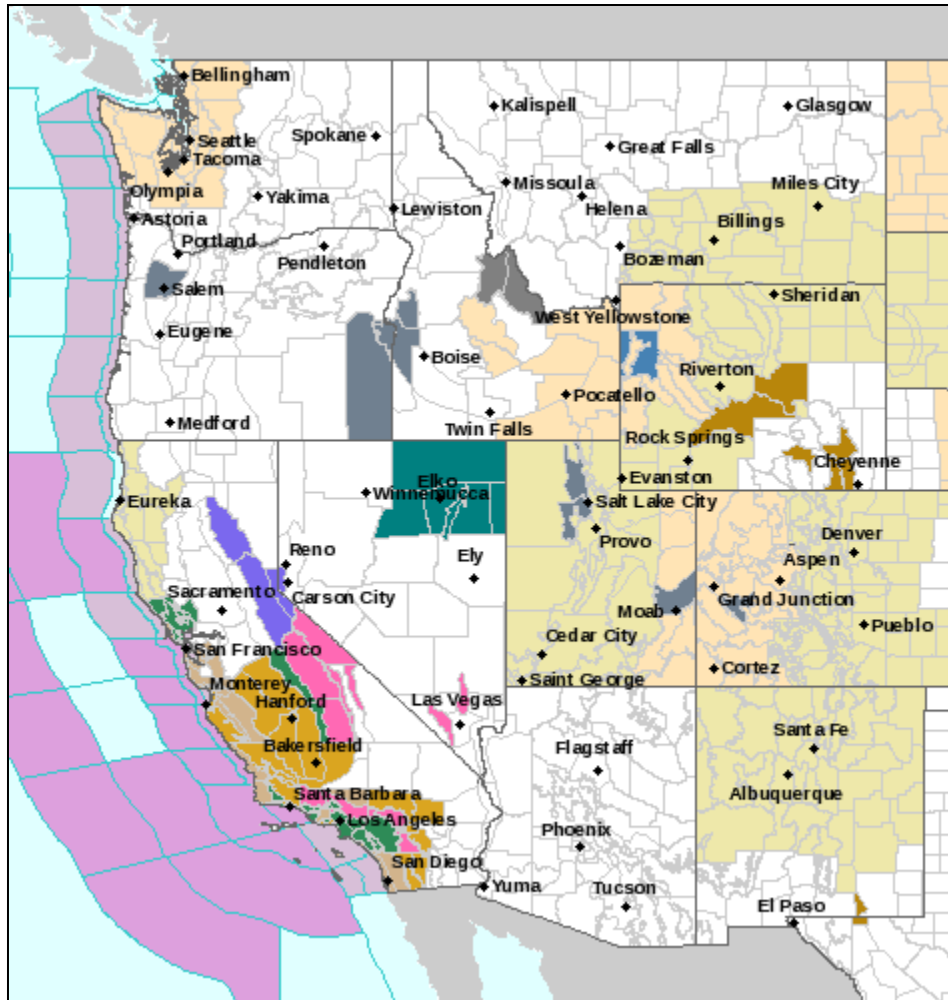 Bellingham
Kalispell
Glasgow
Seattle
Spokane
Great Falls
Tacoma
Olympia
Missoula
Miles City
Yakima
Lewiston
Helena
Astoria
Billings
Portland
Pendleton
Bozeman
Salem
Sheridan
West Yellowstone
Eugene
Boise
Riverton
Pocatello
Medford
Twin Falls
Rock Springs
Cheyenne
Elko
Evanston
Winnemucca
Eureka
Salt Lake City
Provo
Denver
Reno
Ely
Aspen
Sacramento
Carson City
Grand Junction
Moab
Pueblo
Cedar City
San Francisco
Cortez
Saint George
Monterey
Hanford
Las Vegas
Santa Fe
Bakersfield
Flagstaff
Albuquerque
Santa Barbara
Los Angeles
Phoenix
San Diego
Yuma
Tucson
El Paso